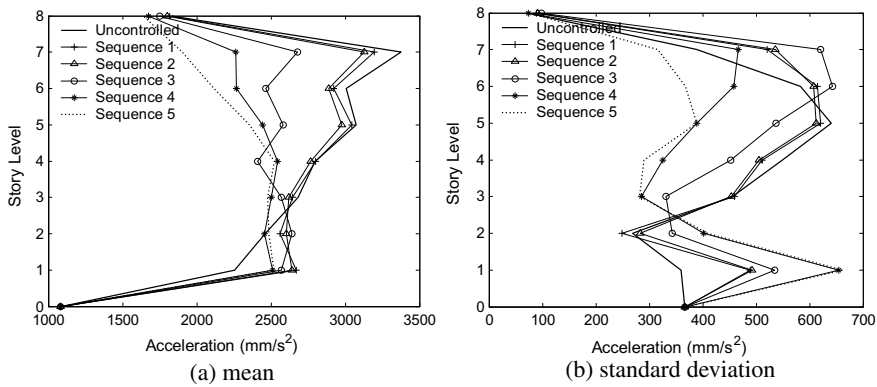 8
7
6
5
4
3
2
1
0
Story Level
Uncontrolled
Sequence 1
Sequence 2
Sequence 3
Sequence 4
Sequence 5
1000 1500 2000 2500 3000 3500
Acceleration (mm/s²)
(a) mean
8
7
6
5
4
3
2
1
0
Story Level
Uncontrolled
Sequence 1
Sequence 2
Sequence 3
Sequence 4
Sequence 5
0 100 200 300 400 500 600 700
Acceleration (mm/s²)
(b) standard deviation